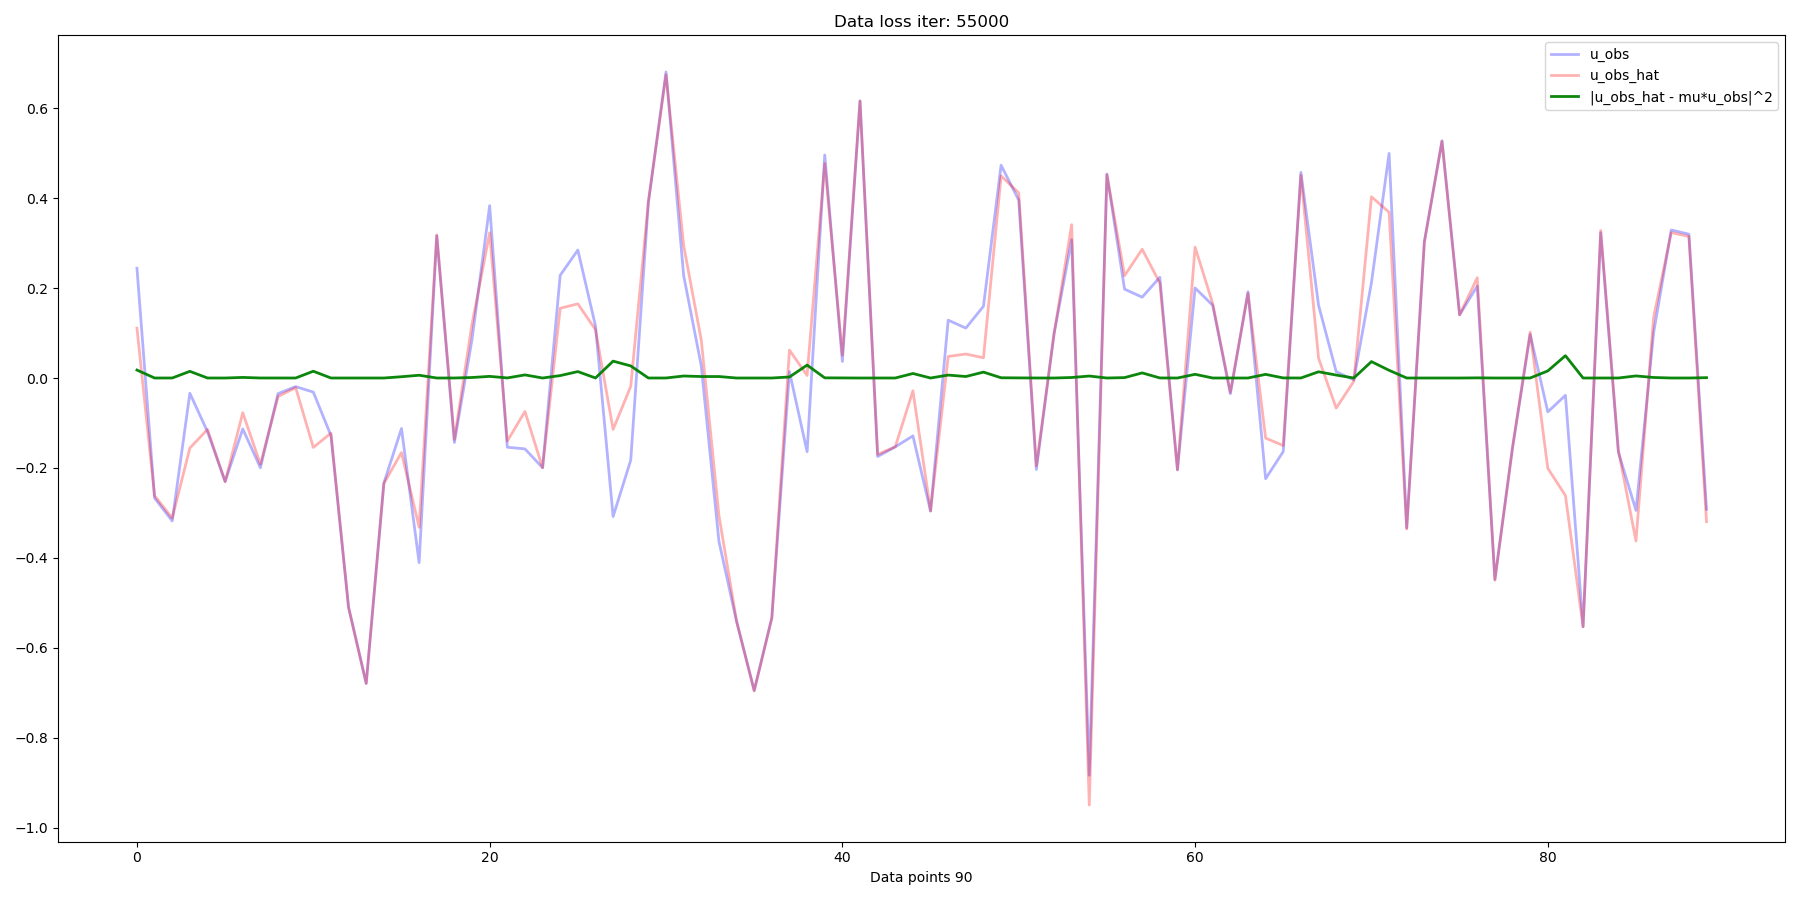 Data loss iter: 55000
u_obs
u_obs_hat
|u_obs_hat - mu*u_obs|^2
0.6
0.4
0.2
0.0
−0.2
−0.4
−0.6
−0.8
−1.0
0 20 40 60 80
Data points 90